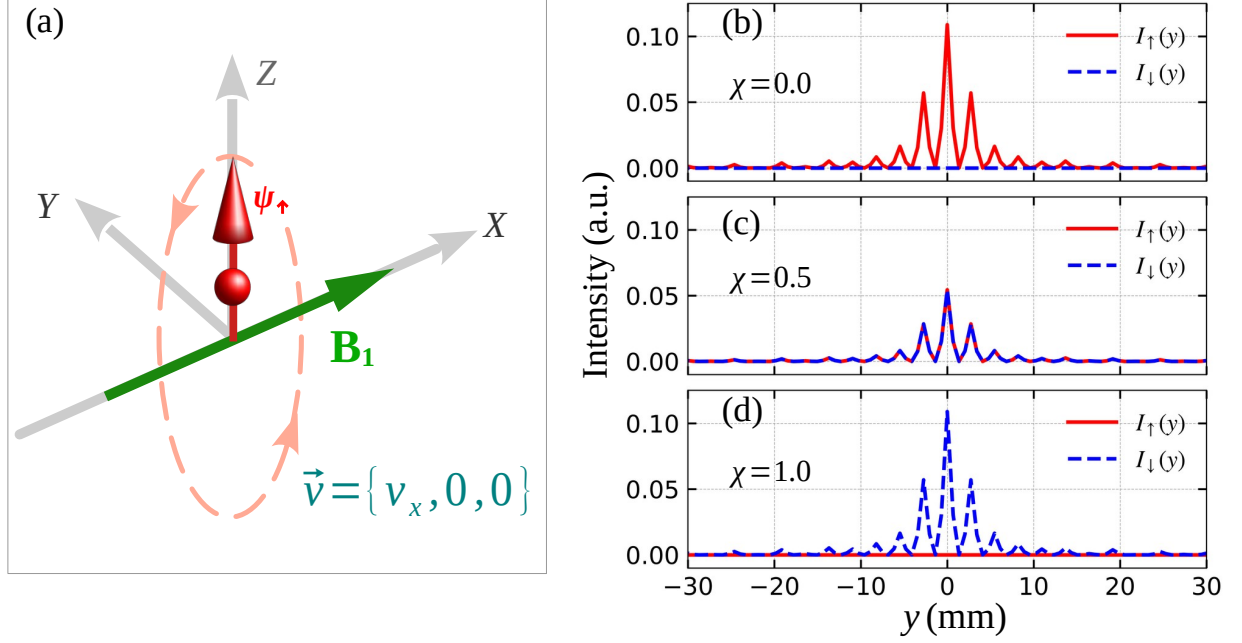 (a)
Z
Y
ψ↑
X
B₁
v⃗={vₓ,0,0}
Intensity (a.u.)
(b)
χ=0.0
I↑(y)
I↓(y)
0.10
0.05
0.00
(c)
χ=0.5
I↑(y)
I↓(y)
0.10
0.05
0.00
(d)
χ=1.0
I↑(y)
I↓(y)
0.10
0.05
0.00
−30 −20 −10 0 10 20 30
y (mm)